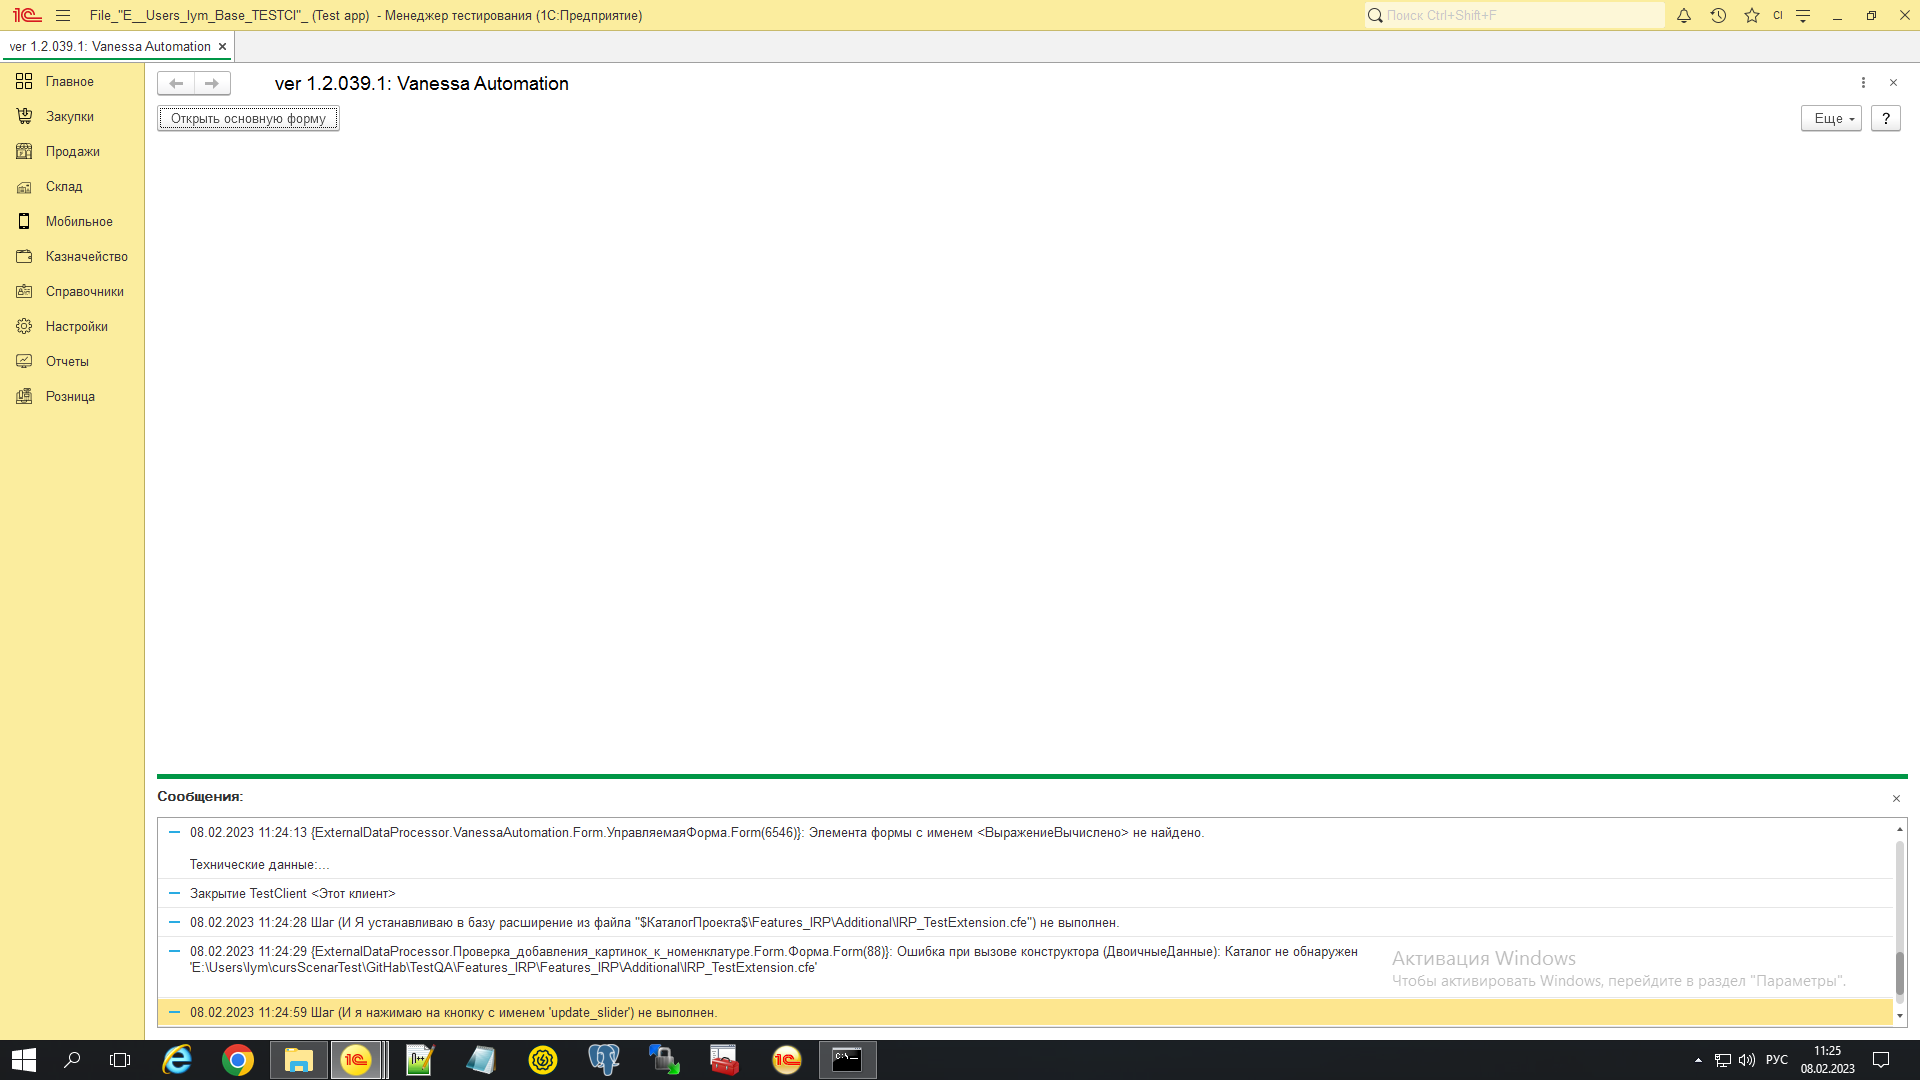 File_"E__Users_lym_Base_TESTCI"_ (Test app) - Менеджер тестирования (1С:Предприятие)
Поиск Ctrl+Shift+F
CI
ver 1.2.039.1: Vanessa Automation
Главное
Закупки
Продажи
Склад
Мобильное
Казначейство
Справочники
Настройки
Отчеты
Розница
ver 1.2.039.1: Vanessa Automation
Открыть основную форму
Еще
?
Сообщения:
08.02.2023 11:24:13 {ExternalDataProcessor.VanessaAutomation.Form.УправляемаяФорма.Form(6546)}: Элемента формы с именем <ВыражениеВычислено> не найдено.
Технические данные:...
Закрытие TestClient <Этот клиент>
08.02.2023 11:24:28 Шаг (И Я устанавливаю в базу расширение из файла "$КаталогПроекта$\Features_IRP\Additional\IRP_TestExtension.cfe") не выполнен.
08.02.2023 11:24:29 {ExternalDataProcessor.Проверка_добавления_картинок_к_номенклатуре.Form.Форма.Form(88)}: Ошибка при вызове конструктора (ДвоичныеДанные): Каталог не обнаружен
'E:\Users\lym\cursScenarTest\GitHab\TestQA\Features_IRP\Features_IRP\Additional\IRP_TestExtension.cfe'
08.02.2023 11:24:59 Шаг (И я нажимаю на кнопку с именем 'update_slider') не выполнен.
Активация Windows
Чтобы активировать Windows, перейдите в раздел "Параметры".
РУС
11:25
08.02.2023